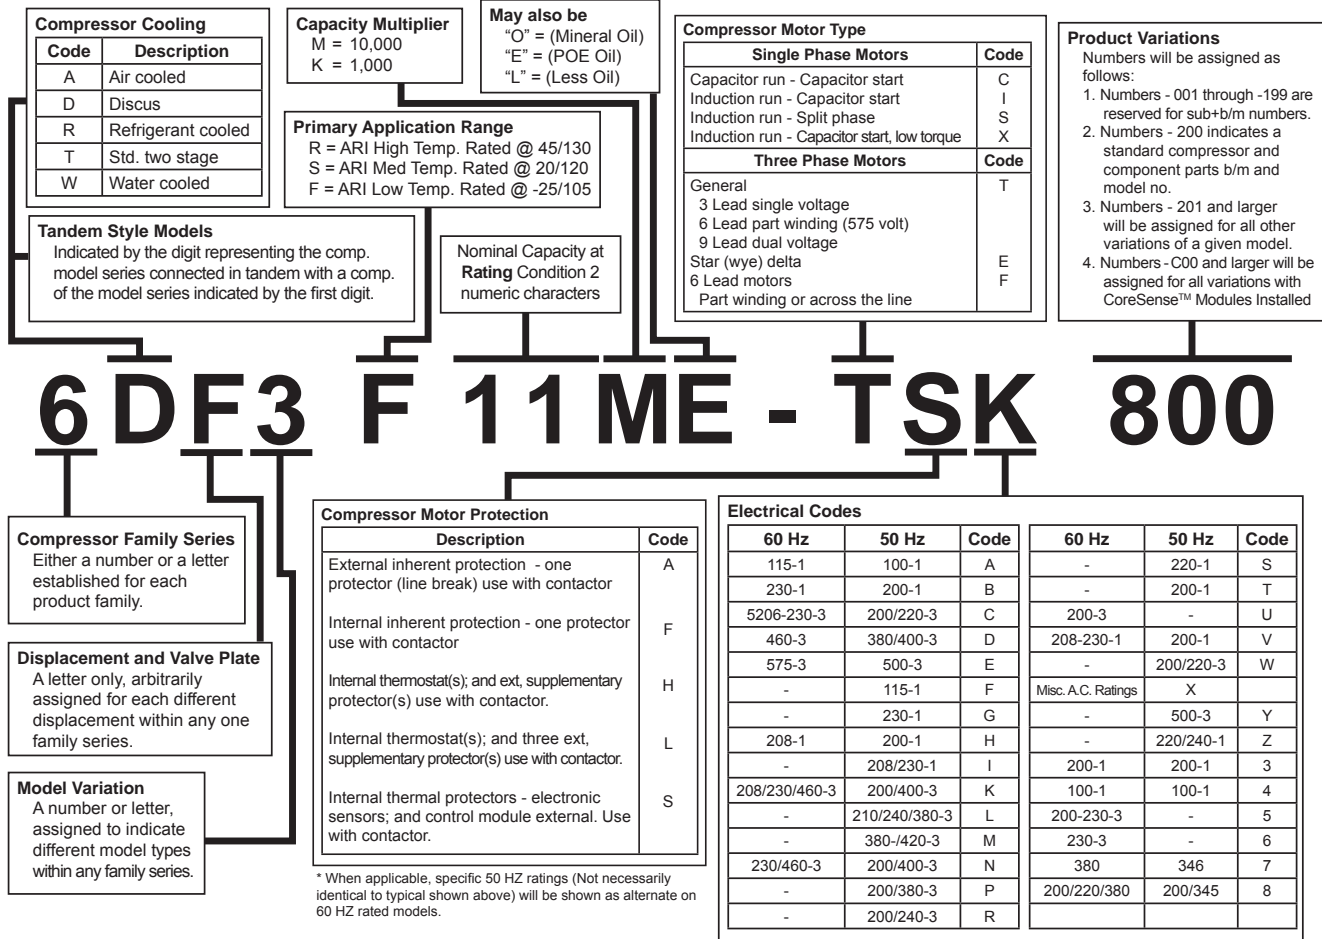 Compressor Cooling
Code Description
A Air cooled
D Discus
R Refrigerant cooled
T Std. two stage
W Water cooled
Capacity Multiplier
M = 10,000
K = 1,000
May also be
“O” = (Mineral Oil)
“E” = (POE Oil)
“L” = (Less Oil)
Primary Application Range
R = ARI High Temp. Rated @ 45/130
S = ARI Med Temp. Rated @ 20/120
F = ARI Low Temp. Rated @ -25/105
Compressor Motor Type
Single Phase Motors Code
Capacitor run - Capacitor start C
Induction run - Capacitor start I
Induction run - Split phase S
Induction run - Capacitor start, low torque X
Three Phase Motors Code
General T
3 Lead single voltage
6 Lead part winding (575 volt)
9 Lead dual voltage
Star (wye) delta E
6 Lead motors F
Part winding or across the line
Product Variations
Numbers will be assigned as
follows:
1. Numbers - 001 through -199 are
reserved for sub+b/m numbers.
2. Numbers - 200 indicates a
standard compressor and
component parts b/m and
model no.
3. Numbers - 201 and larger
will be assigned for all other
variations of a given model.
4. Numbers - C00 and larger will be
assigned for all variations with
CoreSense™ Modules Installed
Tandem Style Models
Indicated by the digit representing the comp.
model series connected in tandem with a comp.
of the model series indicated by the first digit.
Nominal Capacity at
Rating Condition 2
numeric characters
6DF3 F 11ME - TSK 800
Compressor Family Series
Either a number or a letter
established for each
product family.
Displacement and Valve Plate
A letter only, arbitrarily
assigned for each different
displacement within any one
family series.
Model Variation
A number or letter,
assigned to indicate
different model types
within any family series.
Compressor Motor Protection
Description Code
External inherent protection - one A
protector (line break) use with contactor
Internal inherent protection - one protector F
use with contactor
Internal thermostat(s); and ext, supplementary H
protector(s) use with contactor.
Internal thermostat(s); and three ext, L
supplementary protector(s) use with contactor.
Internal thermal protectors - electronic S
sensors; and control module external. Use
with contactor.
* When applicable, specific 50 HZ ratings (Not necessarily
identical to typical shown above) will be shown as alternate on
60 HZ rated models.
Electrical Codes
60 Hz 50 Hz Code 60 Hz 50 Hz Code
115-1 100-1 A - 220-1 S
230-1 200-1 B - 200-1 T
5206-230-3 200/220-3 C 200-3 - U
460-3 380/400-3 D 208-230-1 200-1 V
575-3 500-3 E - 200/220-3 W
- 115-1 F Misc. A.C. Ratings X
- 230-1 G - 500-3 Y
208-1 200-1 H - 220/240-1 Z
- 208/230-1 I 200-1 200-1 3
208/230/460-3 200/400-3 K 100-1 100-1 4
- 210/240/380-3 L 200-230-3 - 5
- 380-/420-3 M 230-3 - 6
230/460-3 200/400-3 N 380 346 7
- 200/380-3 P 200/220/380 200/345 8
- 200/240-3 R